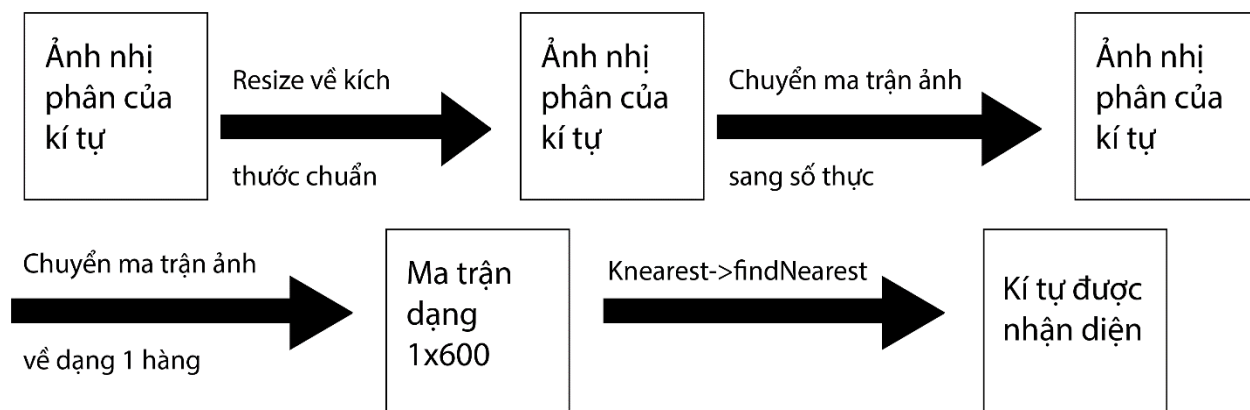 Ảnh nhị
phân của
kí tự
Resize về kích
thước chuẩn
Ảnh nhị
phân của
kí tự
Chuyển ma trận ảnh
sang số thực
Ảnh nhị
phân của
kí tự
Chuyển ma trận ảnh
về dạng 1 hàng
Ma trận
dạng
1x600
Knearest->findNearest
Kí tự được
nhận diện